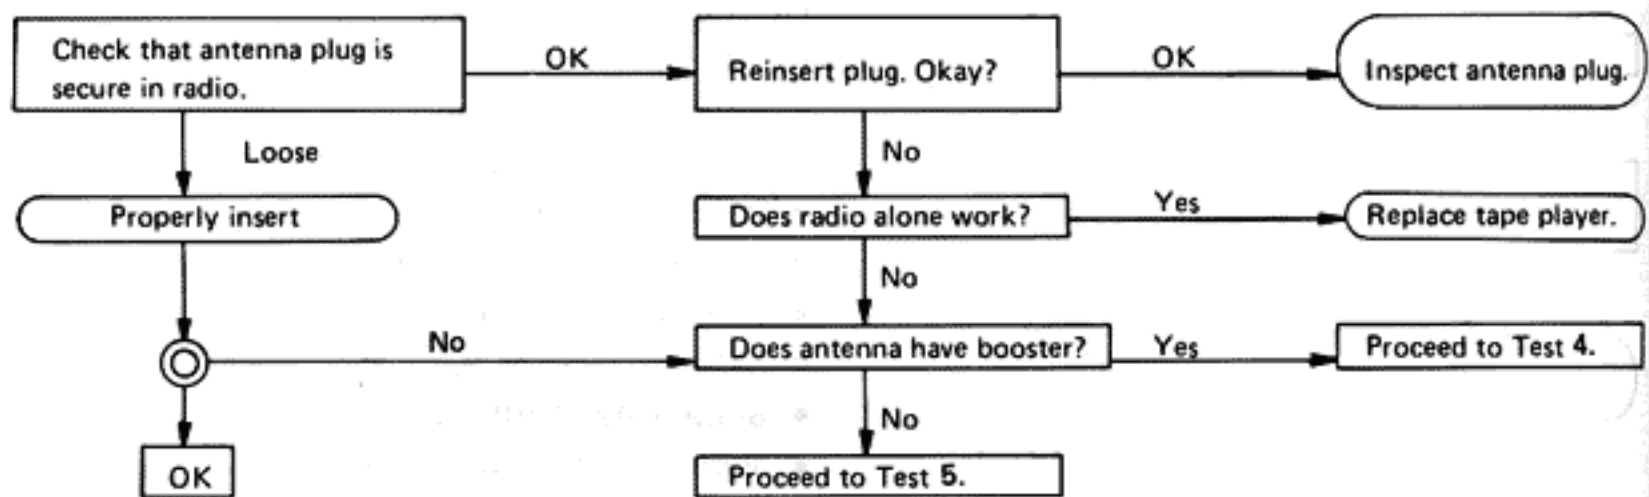 Check that antenna plug is
secure in radio.
OK
Reinsert plug. Okay?
OK
Inspect antenna plug.
Loose
No
Properly insert
Does radio alone work?
Yes
Replace tape player.
No
No
Does antenna have booster?
Yes
Proceed to Test 4.
No
OK
Proceed to Test 5.